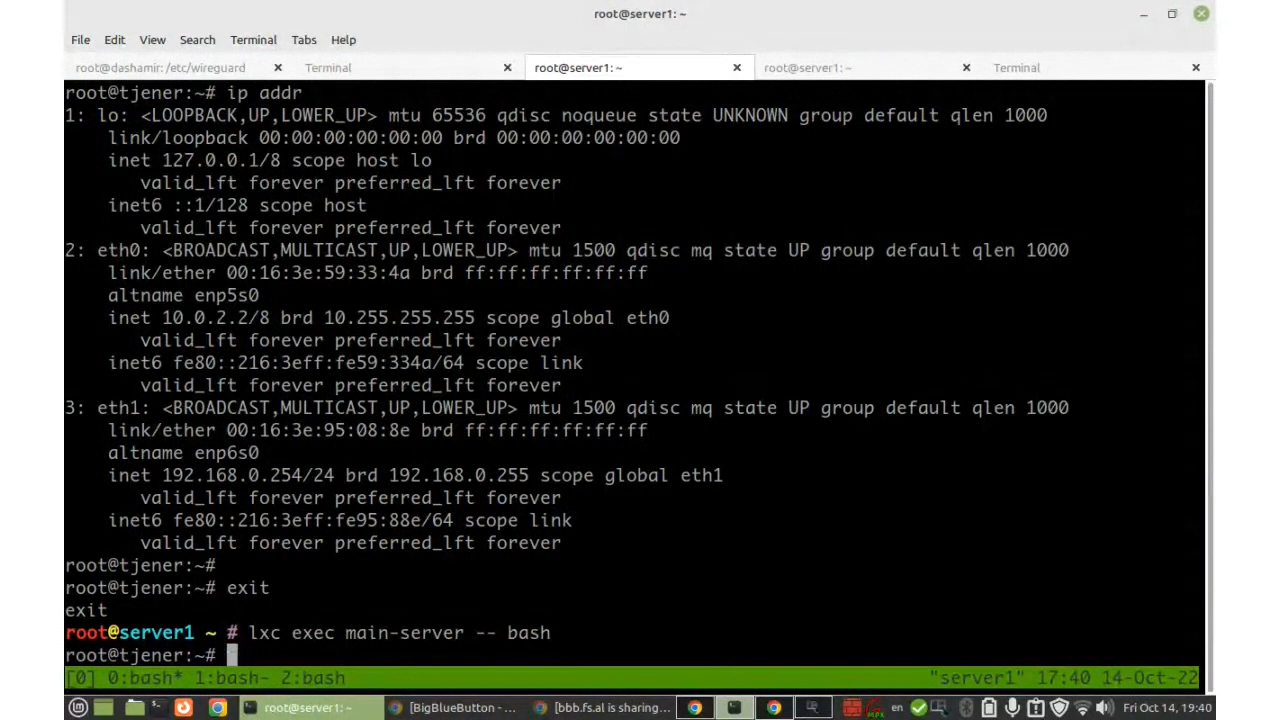 root@server1: ~
File Edit View Search Terminal Tabs Help
root@dashamir: /etc/wireguard Terminal root@server1: ~ root@server1: ~ Terminal
root@tjener:~# ip addr
1: lo: <LOOPBACK,UP,LOWER_UP> mtu 65536 qdisc noqueue state UNKNOWN group default qlen 1000
    link/loopback 00:00:00:00:00:00 brd 00:00:00:00:00:00
    inet 127.0.0.1/8 scope host lo
       valid_lft forever preferred_lft forever
    inet6 ::1/128 scope host
       valid_lft forever preferred_lft forever
2: eth0: <BROADCAST,MULTICAST,UP,LOWER_UP> mtu 1500 qdisc mq state UP group default qlen 1000
    link/ether 00:16:3e:59:33:4a brd ff:ff:ff:ff:ff:ff
    altname enp5s0
    inet 10.0.2.2/8 brd 10.255.255.255 scope global eth0
       valid_lft forever preferred_lft forever
    inet6 fe80::216:3eff:fe59:334a/64 scope link
       valid_lft forever preferred_lft forever
3: eth1: <BROADCAST,MULTICAST,UP,LOWER_UP> mtu 1500 qdisc mq state UP group default qlen 1000
    link/ether 00:16:3e:95:08:8e brd ff:ff:ff:ff:ff:ff
    altname enp6s0
    inet 192.168.0.254/24 brd 192.168.0.255 scope global eth1
       valid_lft forever preferred_lft forever
    inet6 fe80::216:3eff:fe95:88e/64 scope link
       valid_lft forever preferred_lft forever
root@tjener:~#
root@tjener:~# exit
exit
root@server1 ~ # lxc exec main-server -- bash
root@tjener:~#
[0] 0:bash* 1:bash- 2:bash "server1" 17:40 14-Oct-22
root@server1: ~ [BigBlueButton - ... [bbb.fs.al is sharing... en Fri Oct 14, 19:40